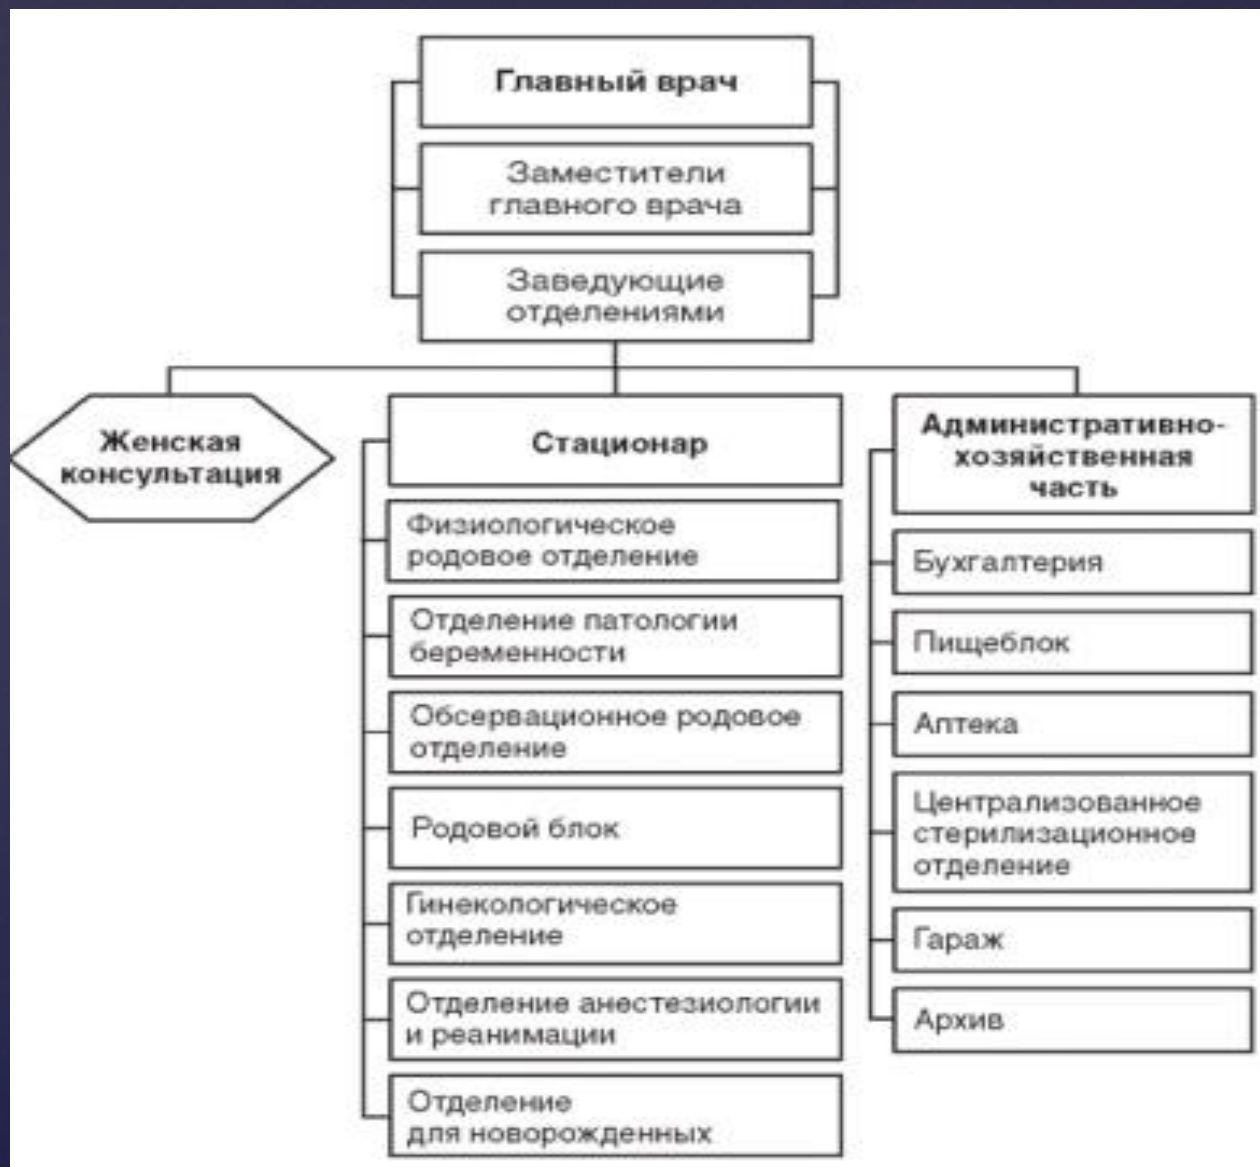 Главный врач
Заместители
главного врача
Заведующие
отделениями
Женская
консультация
Стационар
Физиологическое
родовое отделение
Отделение патологии
беременности
Обсервационное родовое
отделение
Родовой блок
Гинекологическое
отделение
Отделение анестезиологии
и реанимации
Отделение
для новорожденных
Административно-
хозяйственная
часть
Бухгалтерия
Пищеблок
Аптека
Централизованное
стерилизационное
отделение
Гараж
Архив